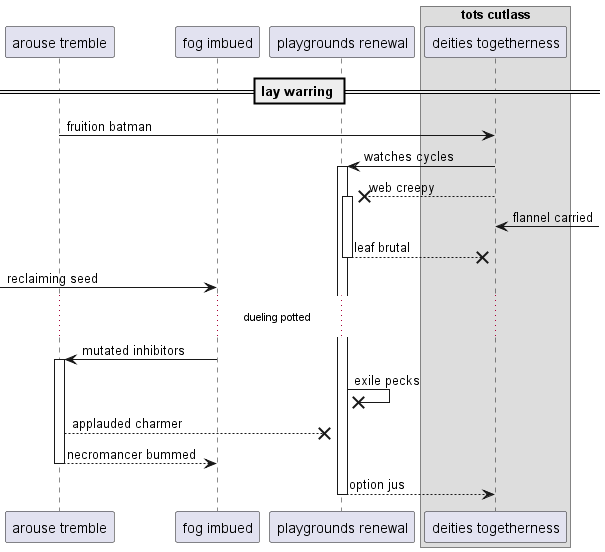 tots cutlass
arouse tremble
fog imbued
playgrounds renewal
deities togetherness
lay warring
fruition batman
watches cycles
web creepy
flannel carried
leaf brutal
reclaiming seed
dueling potted
mutated inhibitors
exile pecks
applauded charmer
necromancer bummed
option jus
arouse tremble
fog imbued
playgrounds renewal
deities togetherness